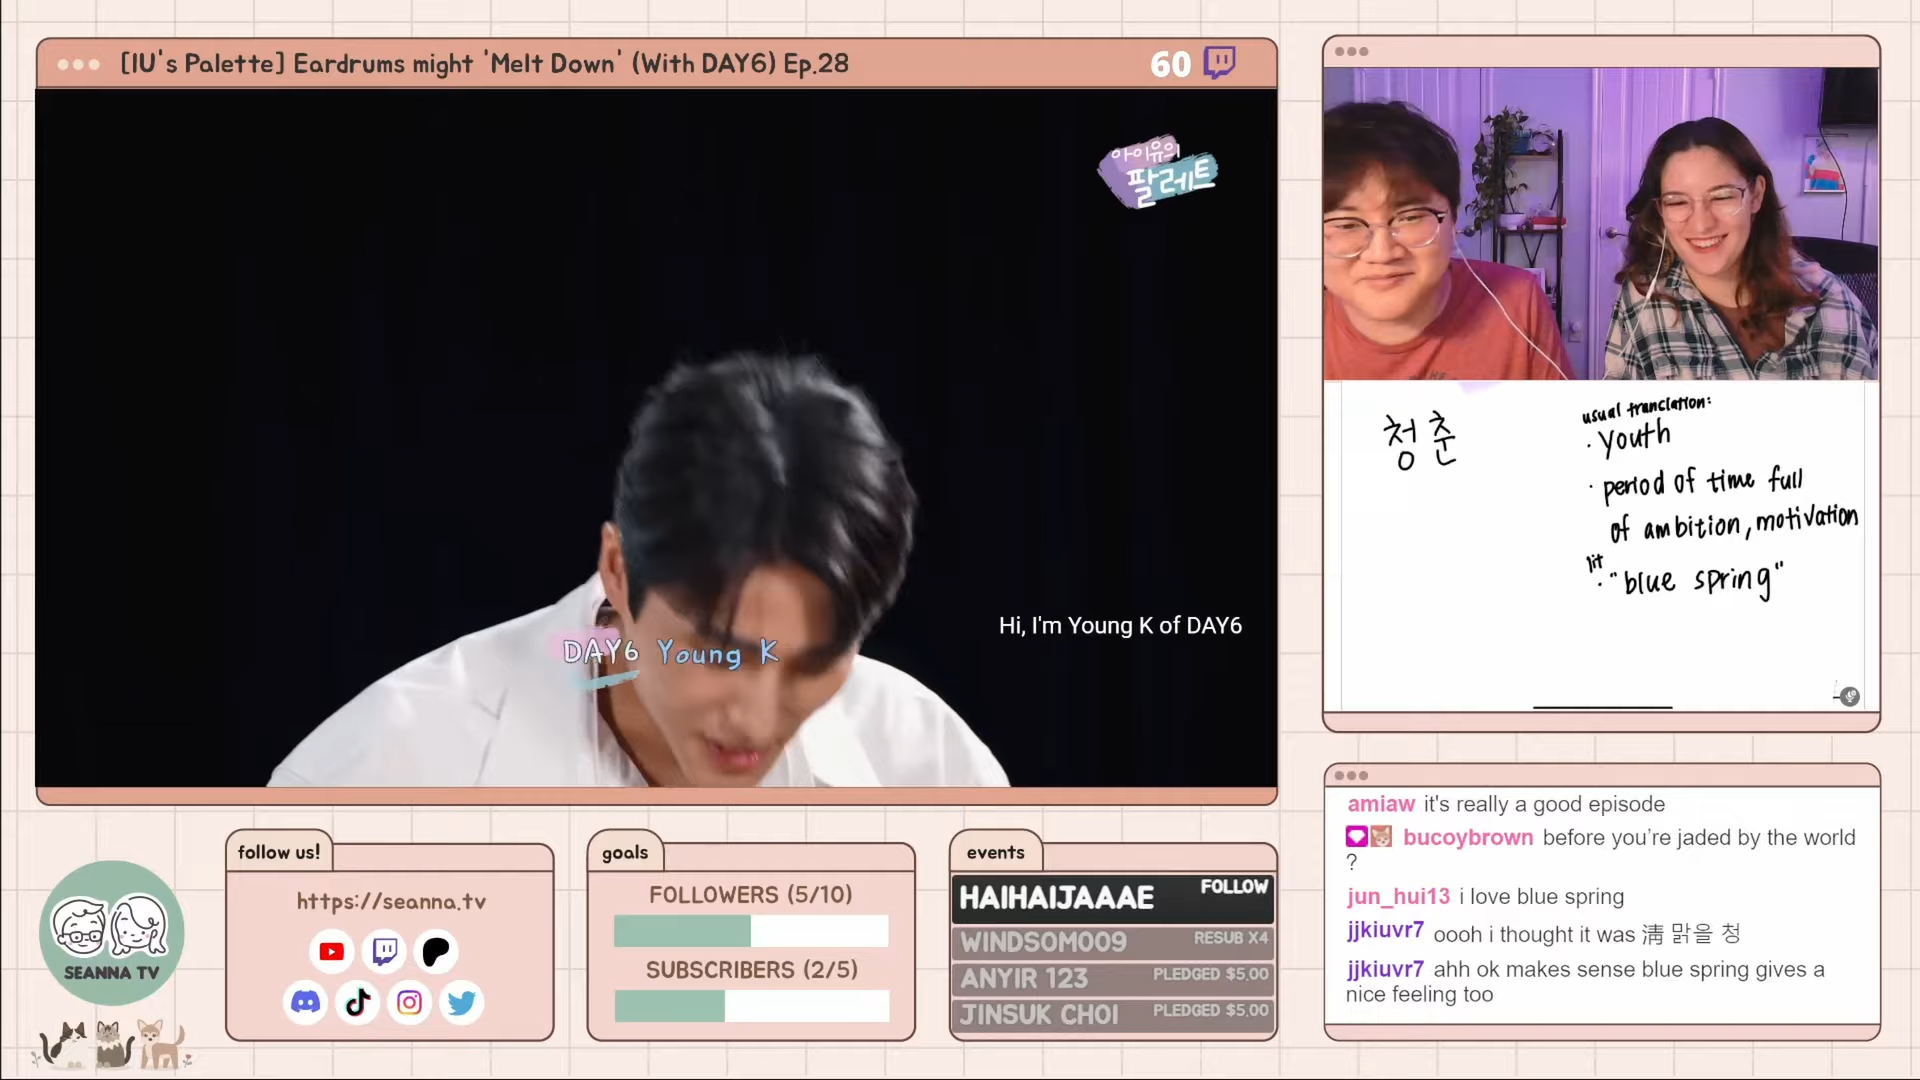 [IU's Palette] Eardrums might 'Melt Down' (With DAY6) Ep.28
60
아이유의
팔레트
Hi, I'm Young K of DAY6
DAY6 Young K
청춘
usual tranclation:
· youth
· period of time full
of ambition, motivation
lit
· "blue spring"
amiaw it's really a good episode
bucoybrown before you're jaded by the world
?
jun_hui13 i love blue spring
jjkiuvr7 oooh i thought it was 淸 맑을 청
jjkiuvr7 ahh ok makes sense blue spring gives a
nice feeling too
SEANNA TV
follow us!
https://seanna.tv
goals
FOLLOWERS (5/10)
SUBSCRIBERS (2/5)
events
HAIHAIJAAAE FOLLOW
WINDSOM009 RESUB X4
ANYIR 123 PLEDGED $5.00
JINSUK CHOI PLEDGED $5.00